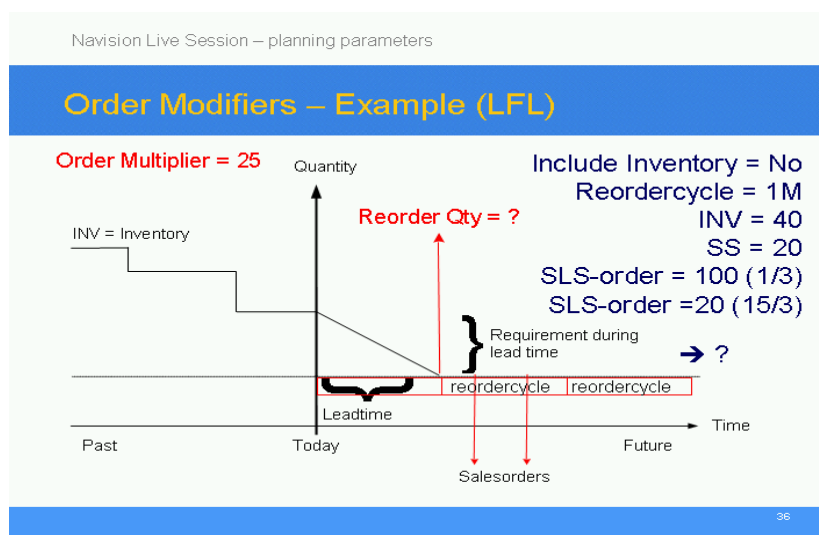 Navision Live Session – planning parameters
Order Modifiers – Example (LFL)
Order Multiplier = 25
Quantity
Include Inventory = No
Reordercycle = 1M
INV = 40
SS = 20
SLS-order = 100 (1/3)
SLS-order =20 (15/3)
➔ ?
Reorder Qty = ?
INV = Inventory
Requirement during
lead time
reordercycle
reordercycle
Leadtime
Time
Past
Today
Future
Salesorders
36